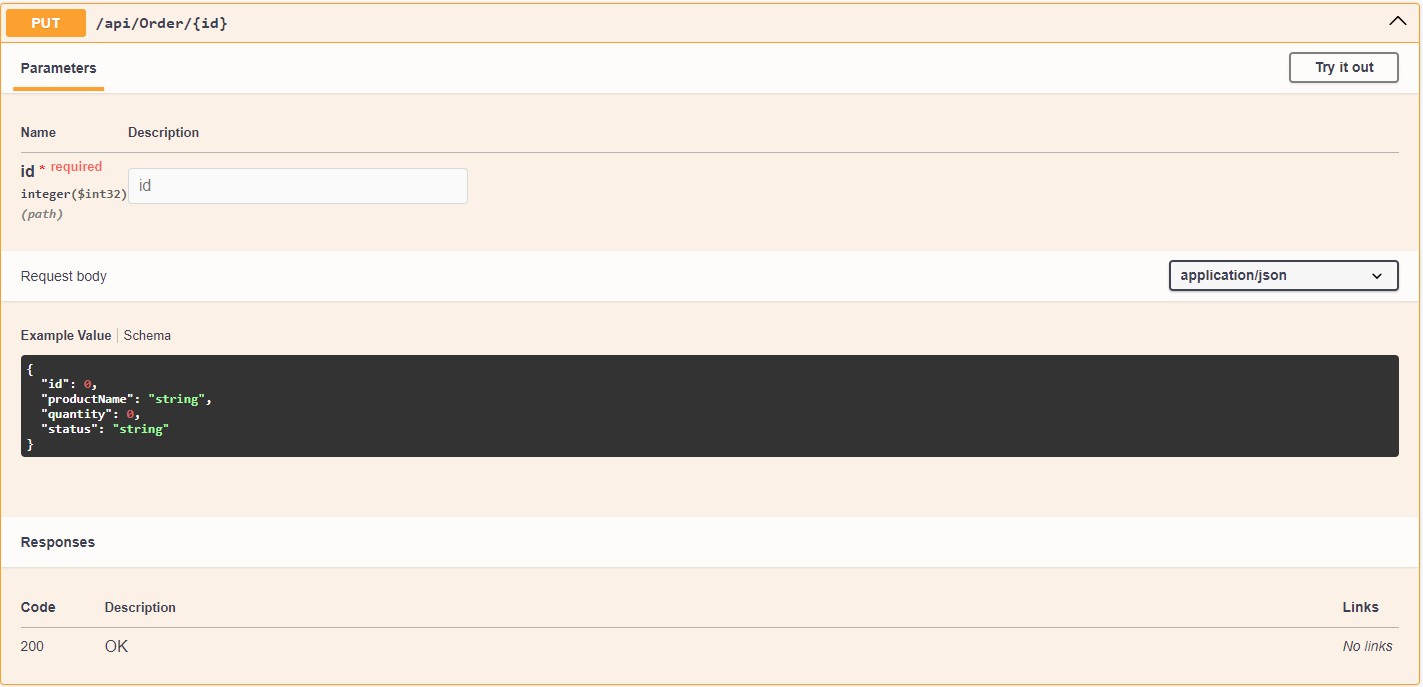 PUT /api/Order/{id}
Parameters Try it out
Name Description
id * required
id
integer($int32)
(path)
Request body application/json
Example Value Schema
{
"id": 0,
"productName": "string",
"quantity": 0,
"status": "string"
}
Responses
Code Description Links
200 OK No links